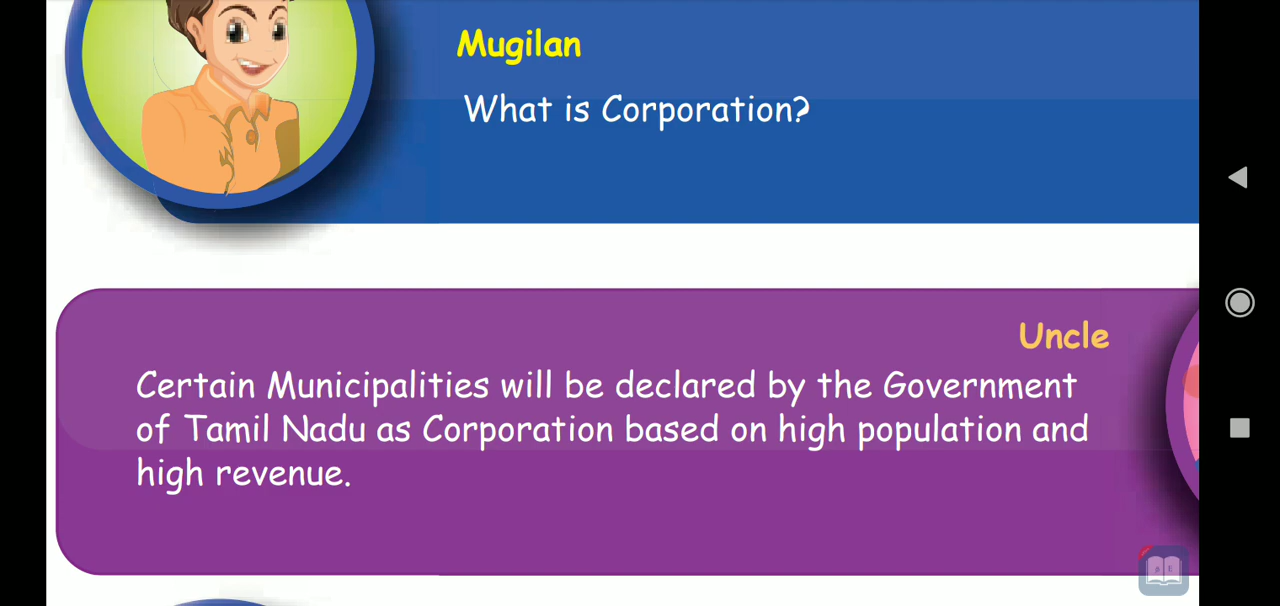 Mugilan
What is Corporation?
Uncle
Certain Municipalities will be declared by the Government
of Tamil Nadu as Corporation based on high population and
high revenue.